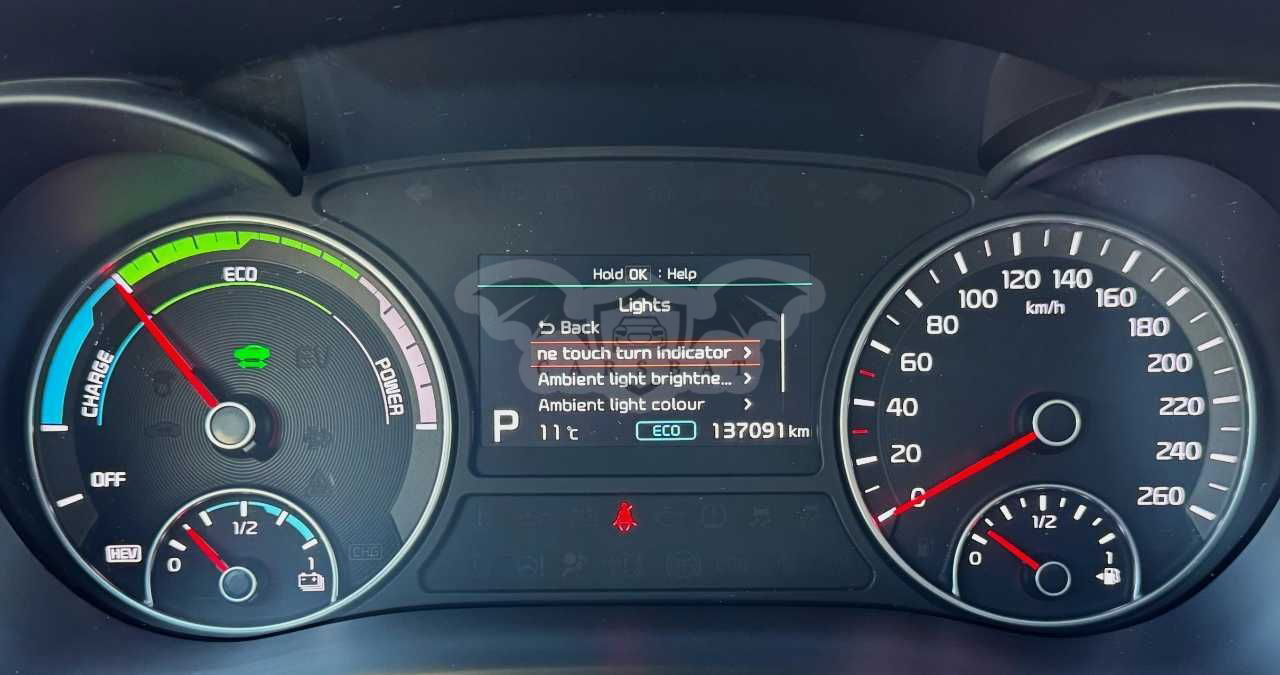 Hold OK : Help
Lights
Back
ne touch turn indicator
Ambient light brightne...
Ambient light colour
P 11°c ECO 137091 km
ECO
CHARGE
POWER
EV
OFF
HEV
CHG
0 1/2 1
0 20 40 60 80 100 120 140 160 180 200 220 240 260
km/h
0 1/2 1
CARSBAT